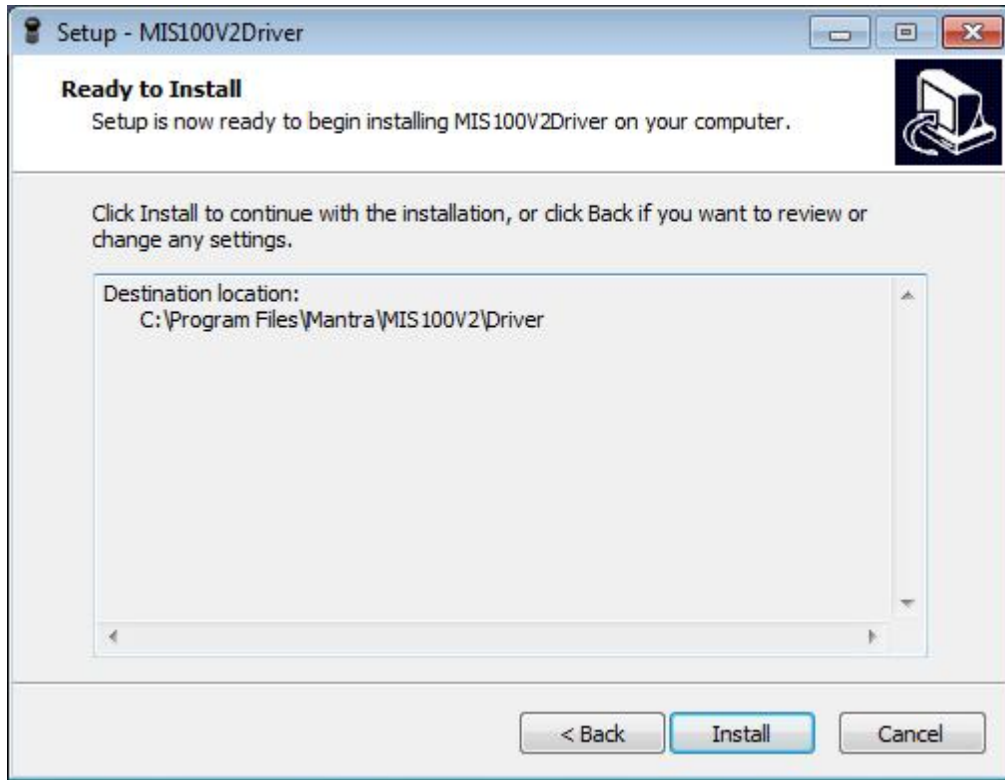 Setup - MIS100V2Driver
Ready to Install
Setup is now ready to begin installing MIS100V2Driver on your computer.
Click Install to continue with the installation, or click Back if you want to review or
change any settings.
Destination location:
C:\Program Files\Mantra\MIS100V2\Driver
< Back
Install
Cancel